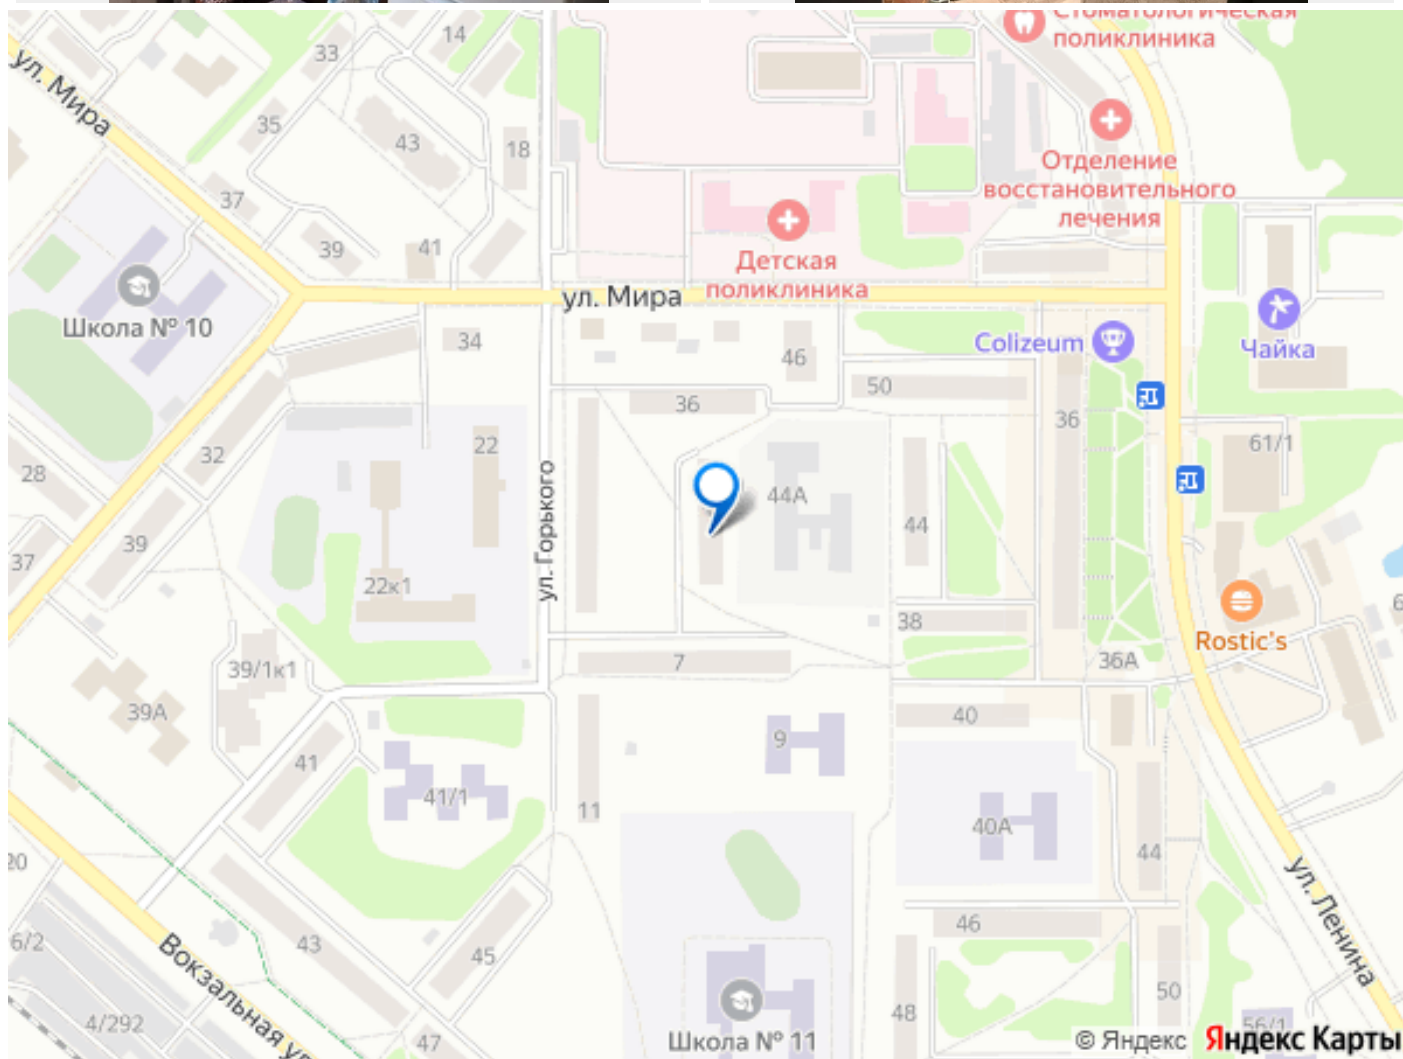 Стоматологическая
поликлиника
14
33
ул. Мира
35
43
18
Отделение
восстановительного
лечения
37
39
41
Детская
поликлиника
ул. Мира
Школа № 10
34
46
Colizeum
Чайка
50
36
36
22
32
28
61/1
44А
44
ул. Горького
39
37
22к1
38
Rostic's
7
36А
39/1к1
39А
40
9
41
41/1
11
40А
44
20
ул. Ленина
46
6/2
43
45
Вокзальная ул
50
48
4/292
47
Школа № 11
56/1
© Яндекс
Яндекс Карты